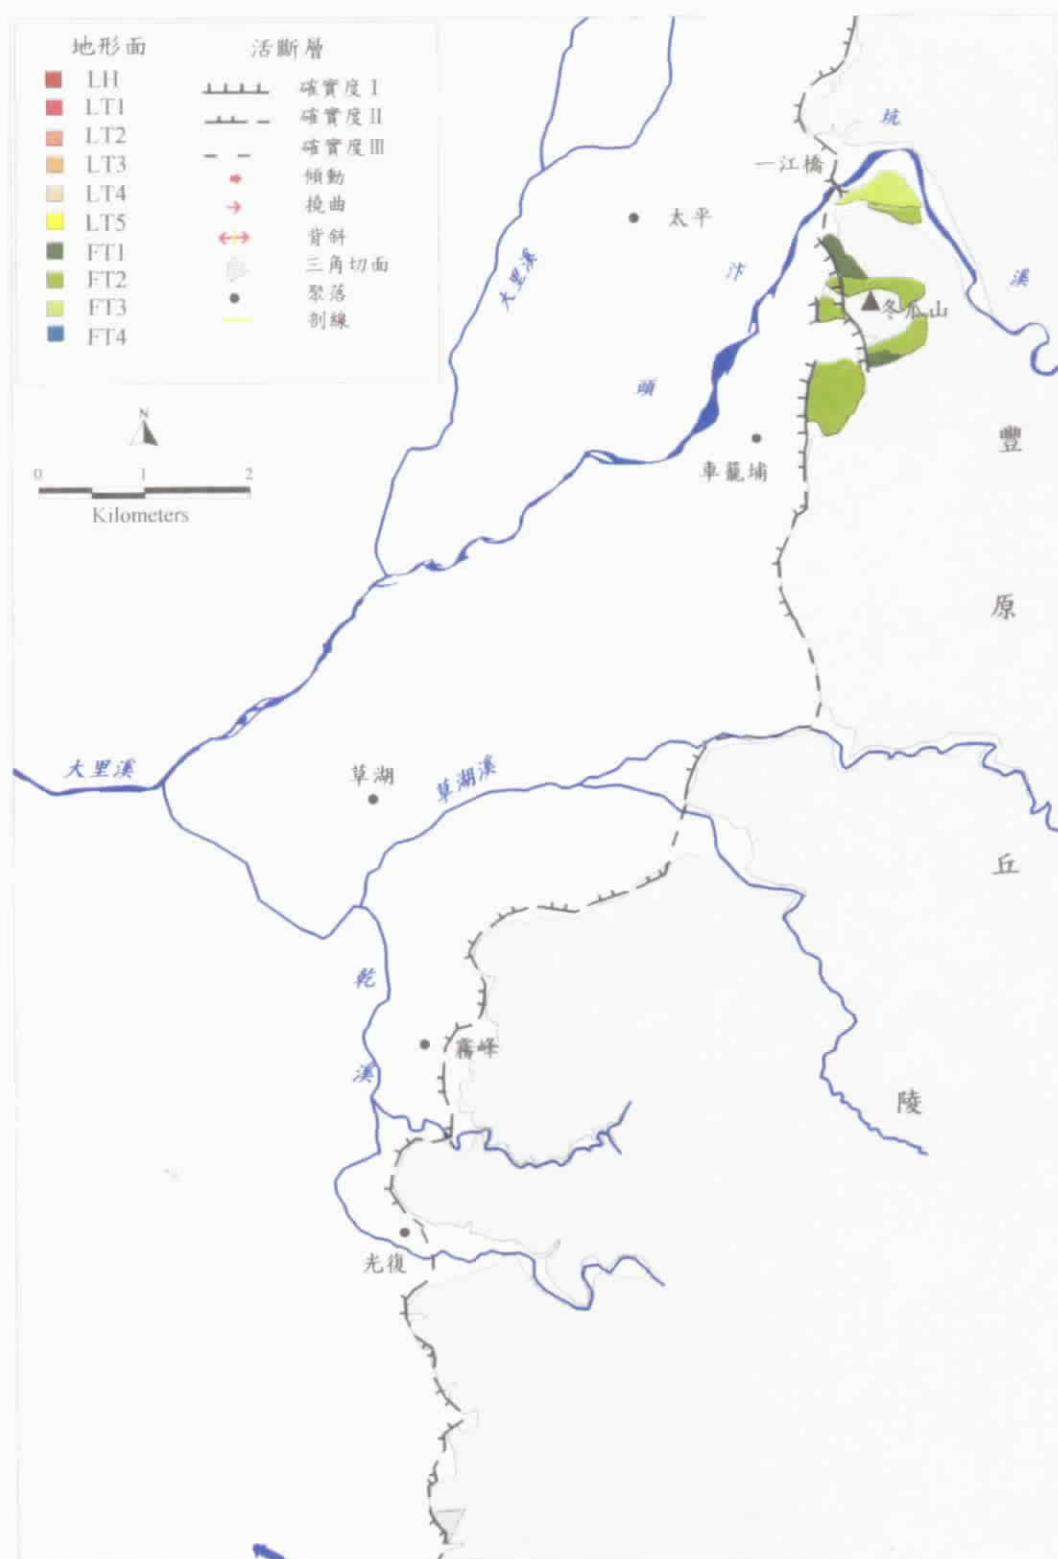 地形面
LH
LT1
LT2
LT3
LT4
LT5
FT1
FT2
FT3
FT4
活斷層
確實度 I
確實度 II
確實度 III
傾動
撓曲
背斜
三角切面
聚落
剖線
N
0 1 2
Kilometers
坑
一江橋
太平
大里溪
汴
溪
冬瓜山
頭
車籠埔
豐
原
大里溪
草湖
草湖溪
丘
乾
霧峰
溪
陵
光復